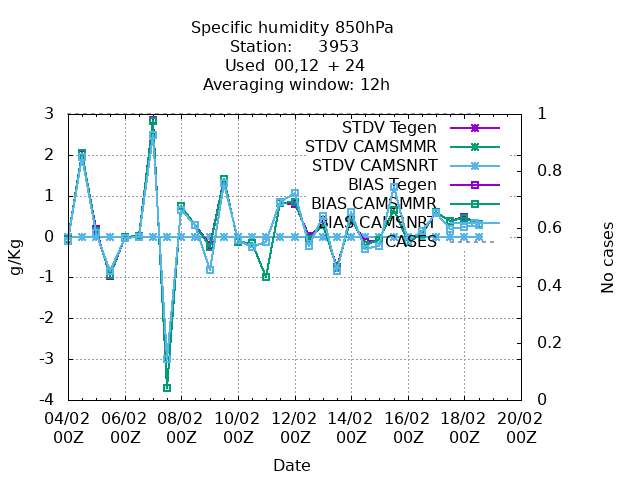 Specific humidity 850hPa
Station: 3953
Used 00,12 + 24
Averaging window: 12h
3 1
STDV Tegen
STDV CAMSMMR
2 STDV CAMSNRT 0.8
BIAS Tegen
1 BIAS CAMSMMR
BIAS CAMSNRT 0.6
0 CASES
g/Kg No cases
-1 0.4
-2
-3 0.2
-4 0
04/02 06/02 08/02 10/02 12/02 14/02 16/02 18/02 20/02
00Z 00Z 00Z 00Z 00Z 00Z 00Z 00Z 00Z
Date